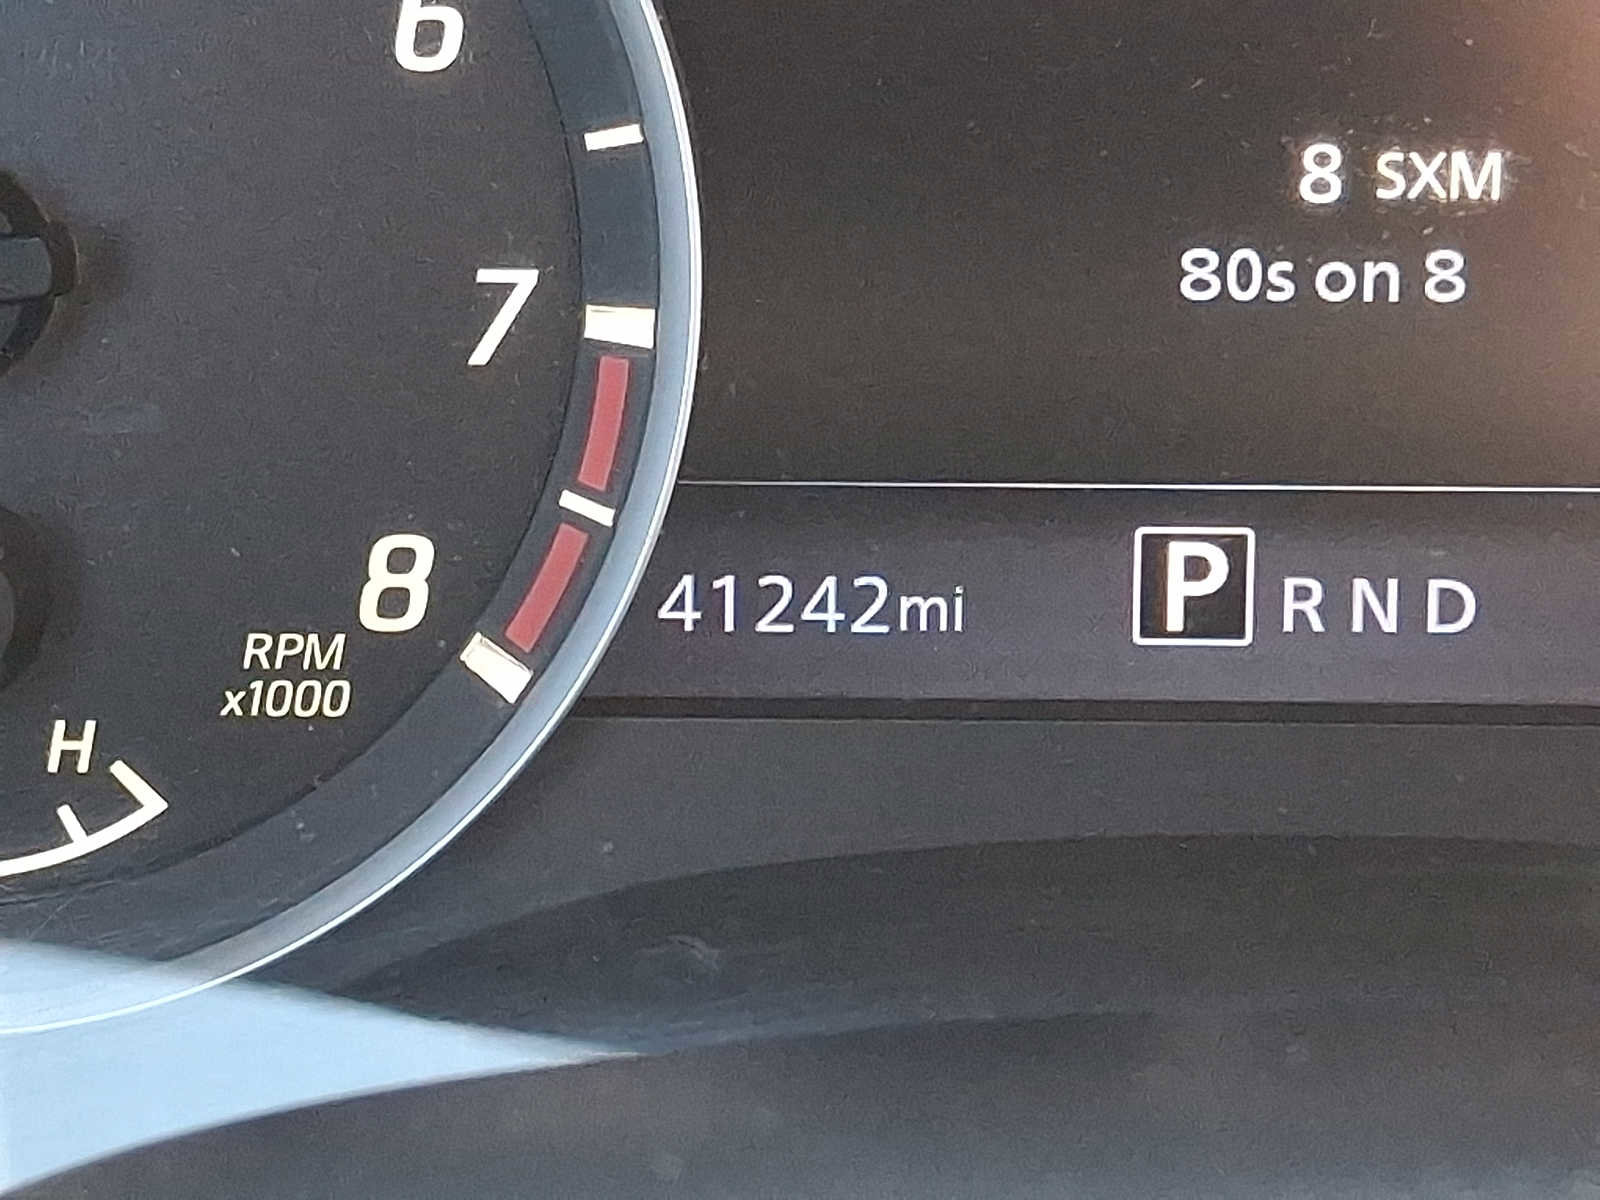 6
7
8
RPM
x1000
H
8 SXM
80s on 8
41242mi
P R N D